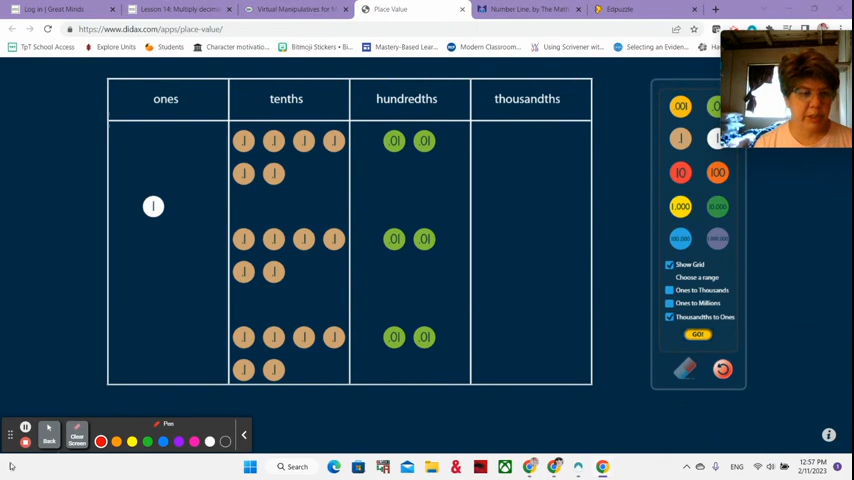 Log in | Great Minds
Lesson 14: Multiply decima
Virtual Manipulatives for M
Place Value
Number Line, by The Math
Edpuzzle
https://www.didax.com/apps/place-value/
TpT School Access
Explore Units
Students
Character motivatio...
Bitmoji Stickers • Bi...
Mastery-Based Lear...
Modern Classroom...
Using Scrivener wit...
Selecting an Eviden...
ones
tenths
hundredths
thousandths
.1 .1 .1 .1 .01 .01
.1 .1
1
.1 .1 .1 .1 .01 .01
.1 .1
.1 .1 .1 .1 .01 .01
.1 .1
.001
.1
10 100
1,000 10,000
100,000 1,000,000
Show Grid
Choose a range
Ones to Thousands
Ones to Millions
Thousandths to Ones
GO!
Pen
Back
Clear Screen
Search
ENG
12:57 PM
2/11/2023